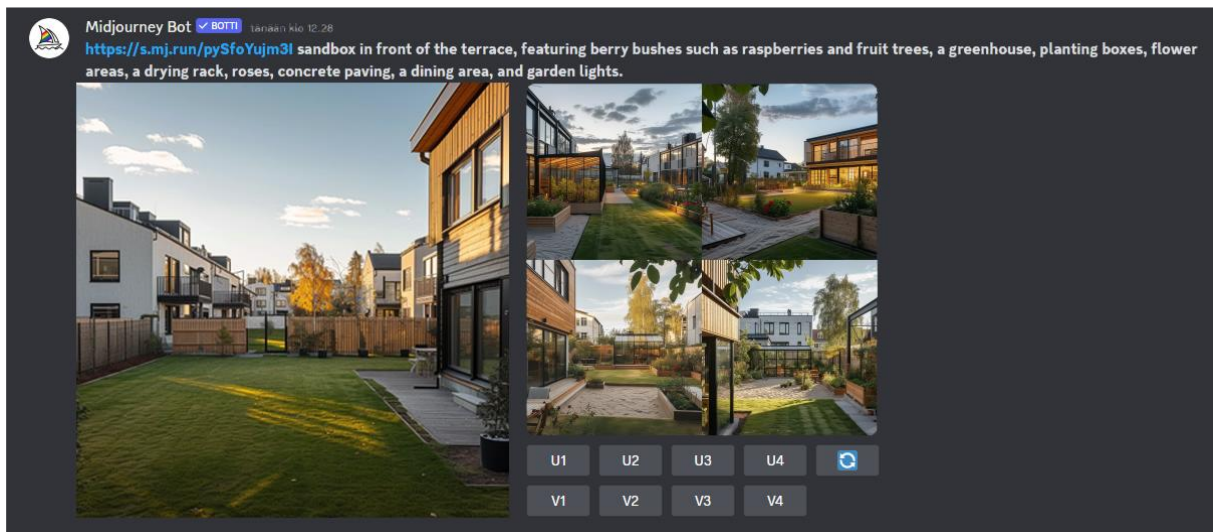 Midjourney Bot ✓ BOTTI tänään klo 12.28
https://s.mj.run/pySfoYujm3I sandbox in front of the terrace, featuring berry bushes such as raspberries and fruit trees, a greenhouse, planting boxes, flower
areas, a drying rack, roses, concrete paving, a dining area, and garden lights.
U1 U2 U3 U4
V1 V2 V3 V4